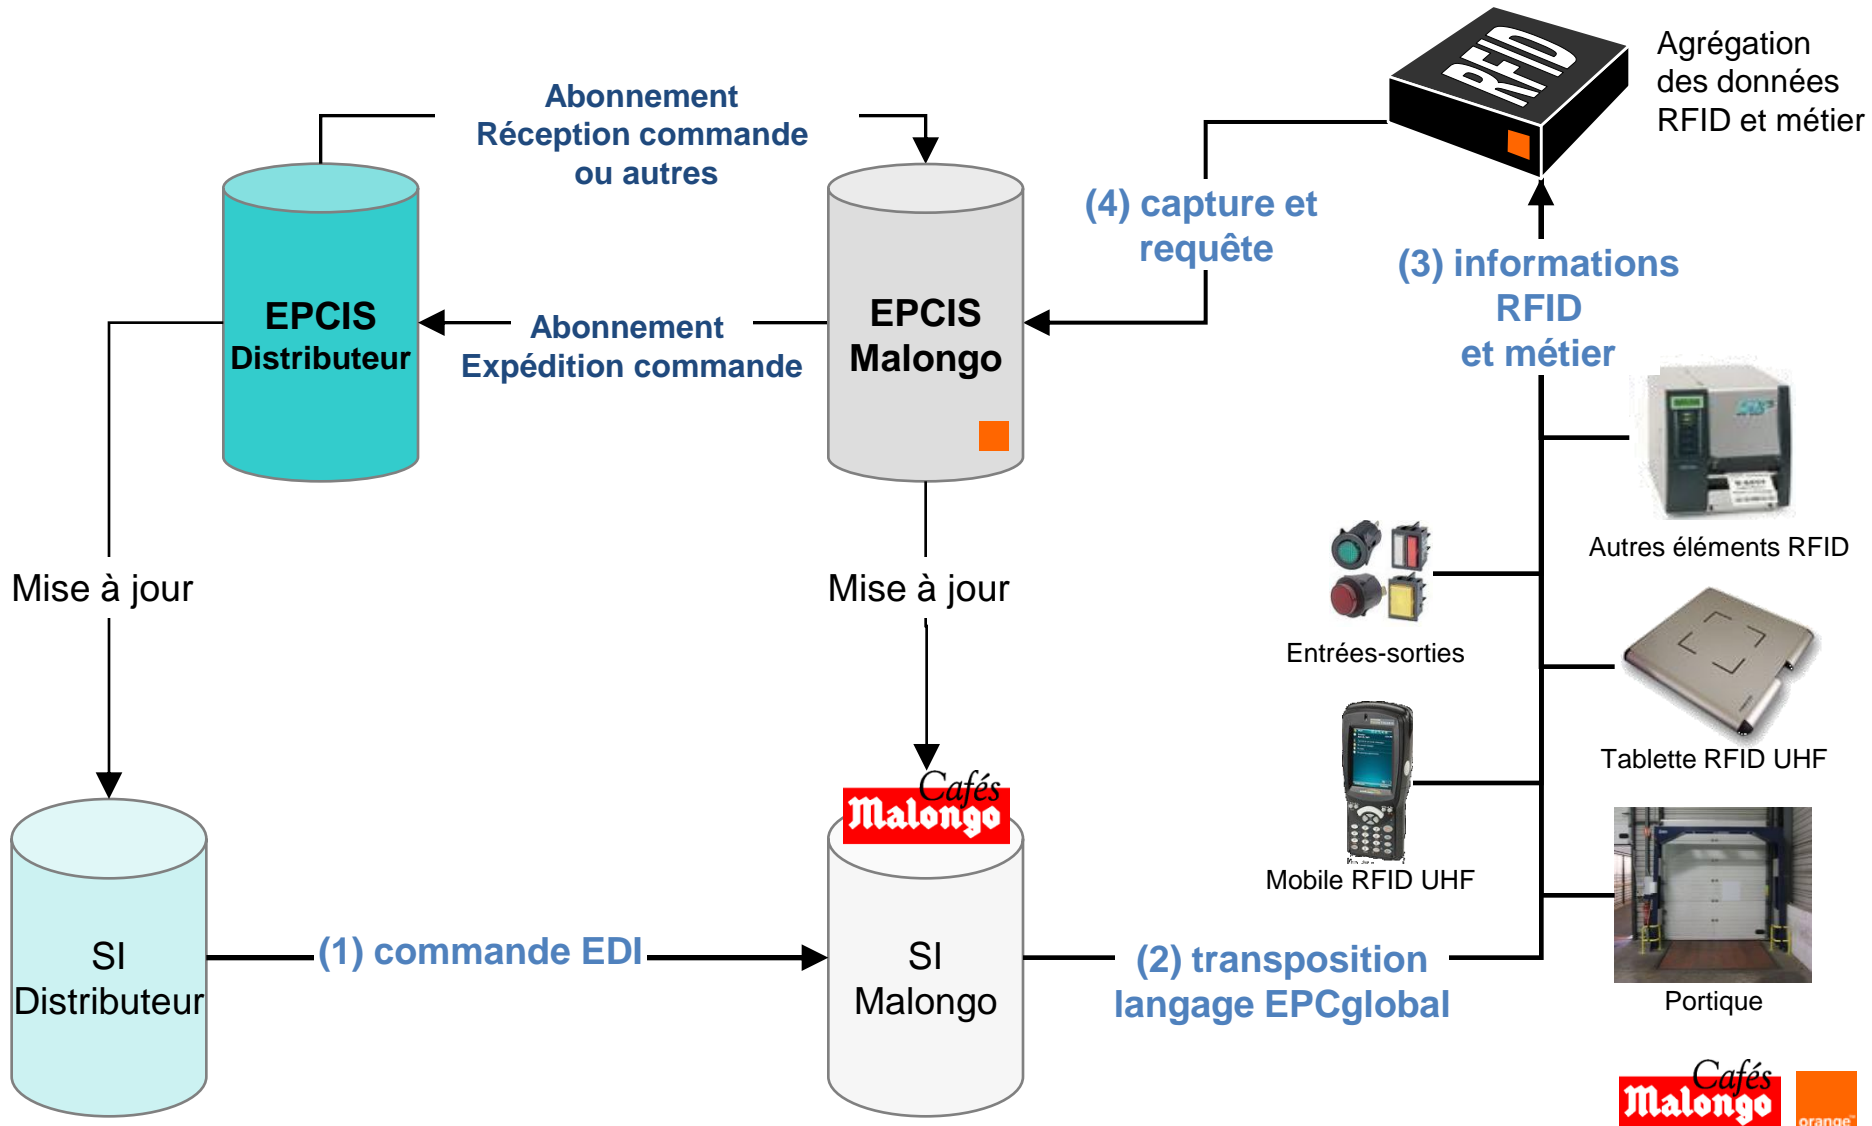 RFID
Agrégation
des données
RFID et métier
Abonnement
Réception commande
ou autres
(4) capture et
requête
(3) informations
RFID
et métier
EPCIS
Distributeur
Abonnement
Expédition commande
EPCIS
Malongo
Autres éléments RFID
Mise à jour
Mise à jour
Entrées-sorties
Tablette RFID UHF
Cafés
Malongo
Mobile RFID UHF
SI
Distributeur
(1) commande EDI
SI
Malongo
(2) transposition
langage EPCglobal
Portique
Cafés
Malongo
orange™